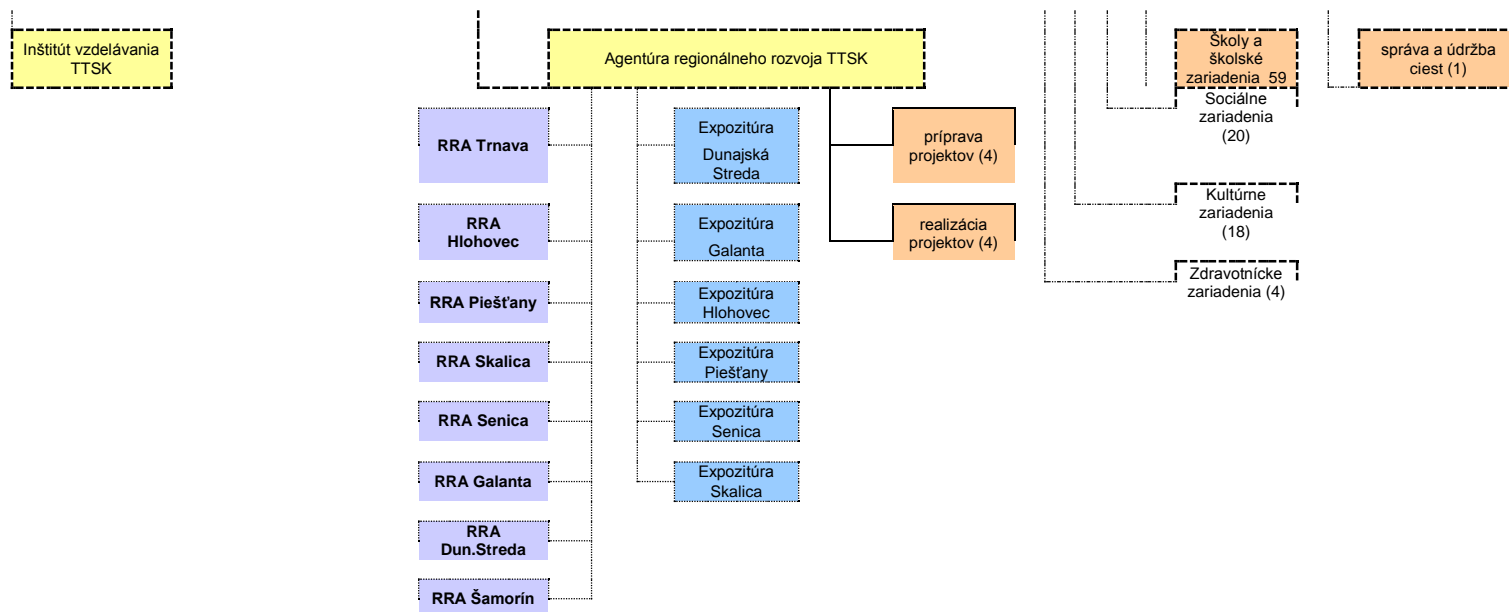 Inštitút vzdelávania
TTSK
Agentúra regionálneho rozvoja TTSK
Školy a
školské
zariadenia 59
správa a údržba
ciest (1)
RRA Trnava
RRA
Hlohovec
RRA Piešťany
RRA Skalica
RRA Senica
RRA Galanta
RRA
Dun.Streda
RRA Šamorín
Expozitúra
Dunajská
Streda
Expozitúra
Galanta
Expozitúra
Hlohovec
Expozitúra
Piešťany
Expozitúra
Senica
Expozitúra
Skalica
príprava
projektov (4)
realizácia
projektov (4)
Sociálne
zariadenia
(20)
Kultúrne
zariadenia
(18)
Zdravotnícke
zariadenia (4)